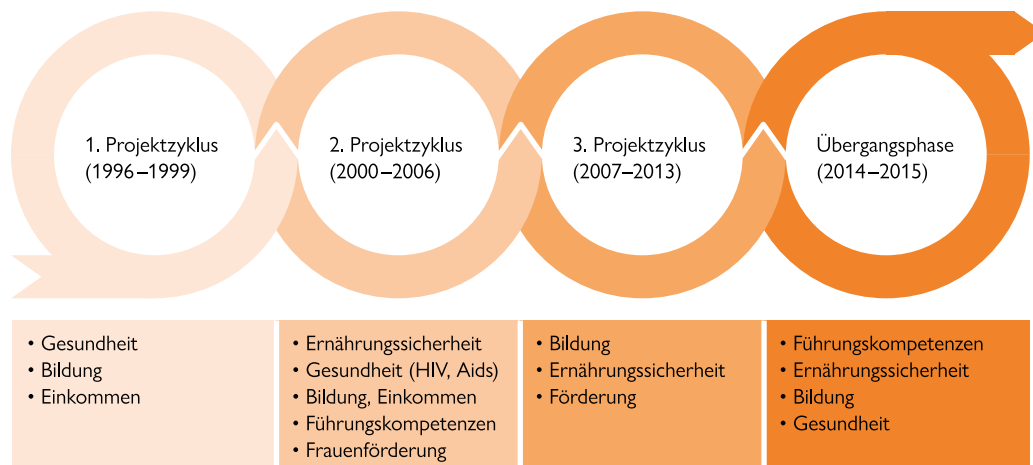 1. Projektzyklus
(1996–1999)
2. Projektzyklus
(2000–2006)
3. Projektzyklus
(2007–2013)
Übergangsphase
(2014–2015)
• Gesundheit
• Bildung
• Einkommen
• Ernährungssicherheit
• Gesundheit (HIV, Aids)
• Bildung, Einkommen
• Führungskompetenzen
• Frauenförderung
• Bildung
• Ernährungssicherheit
• Förderung
• Führungskompetenzen
• Ernährungssicherheit
• Bildung
• Gesundheit